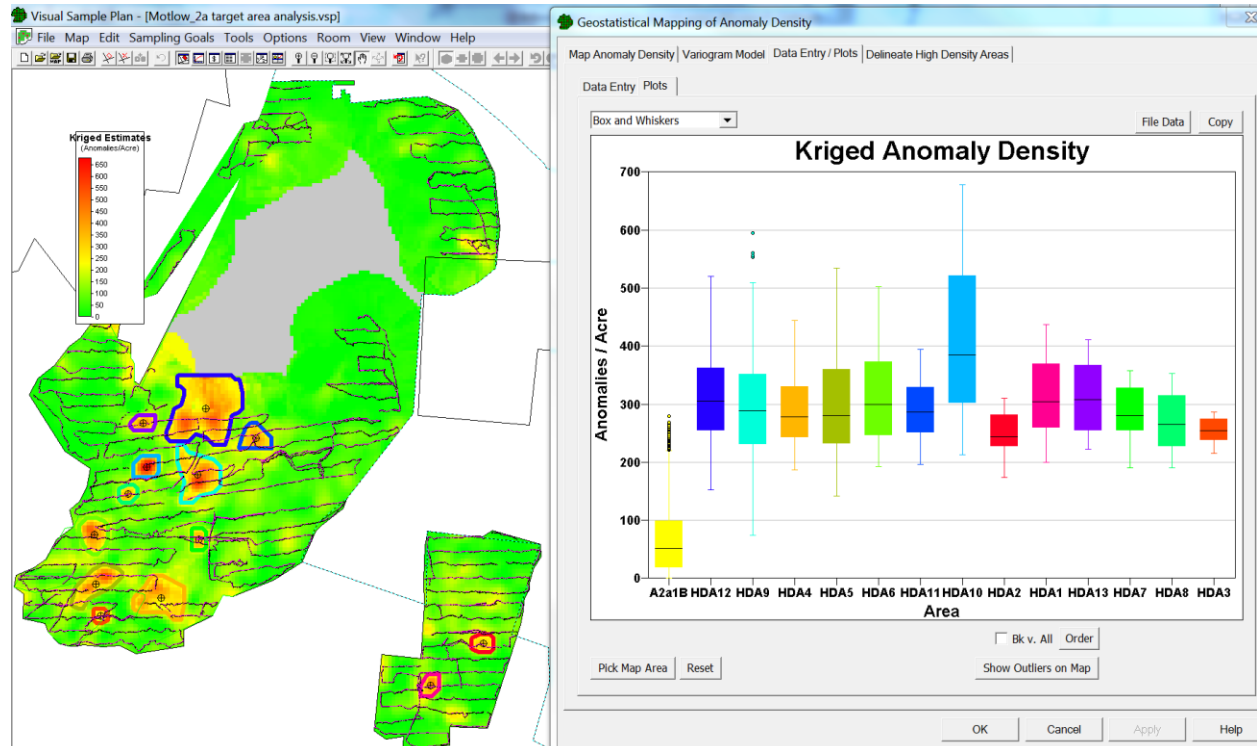 Visual Sample Plan - [Motlow_2a target area analysis.vsp]
File Map Edit Sampling Goals Tools Options Room View Window Help
Kriged Estimates
(Anomalies/Acre)
650
600
550
500
450
400
350
300
250
200
150
100
50
0
Geostatistical Mapping of Anomaly Density
Map Anomaly Density Variogram Model Data Entry / Plots Delineate High Density Areas
Data Entry Plots
Box and Whiskers
File Data Copy
Kriged Anomaly Density
700
600
500
400
300
200
100
0
Anomalies / Acre
A2a1B HDA12 HDA9 HDA4 HDA5 HDA6 HDA11 HDA10 HDA2 HDA1 HDA13 HDA7 HDA8 HDA3
Area
Bk v. All Order
Pick Map Area Reset Show Outliers on Map
OK Cancel Apply Help